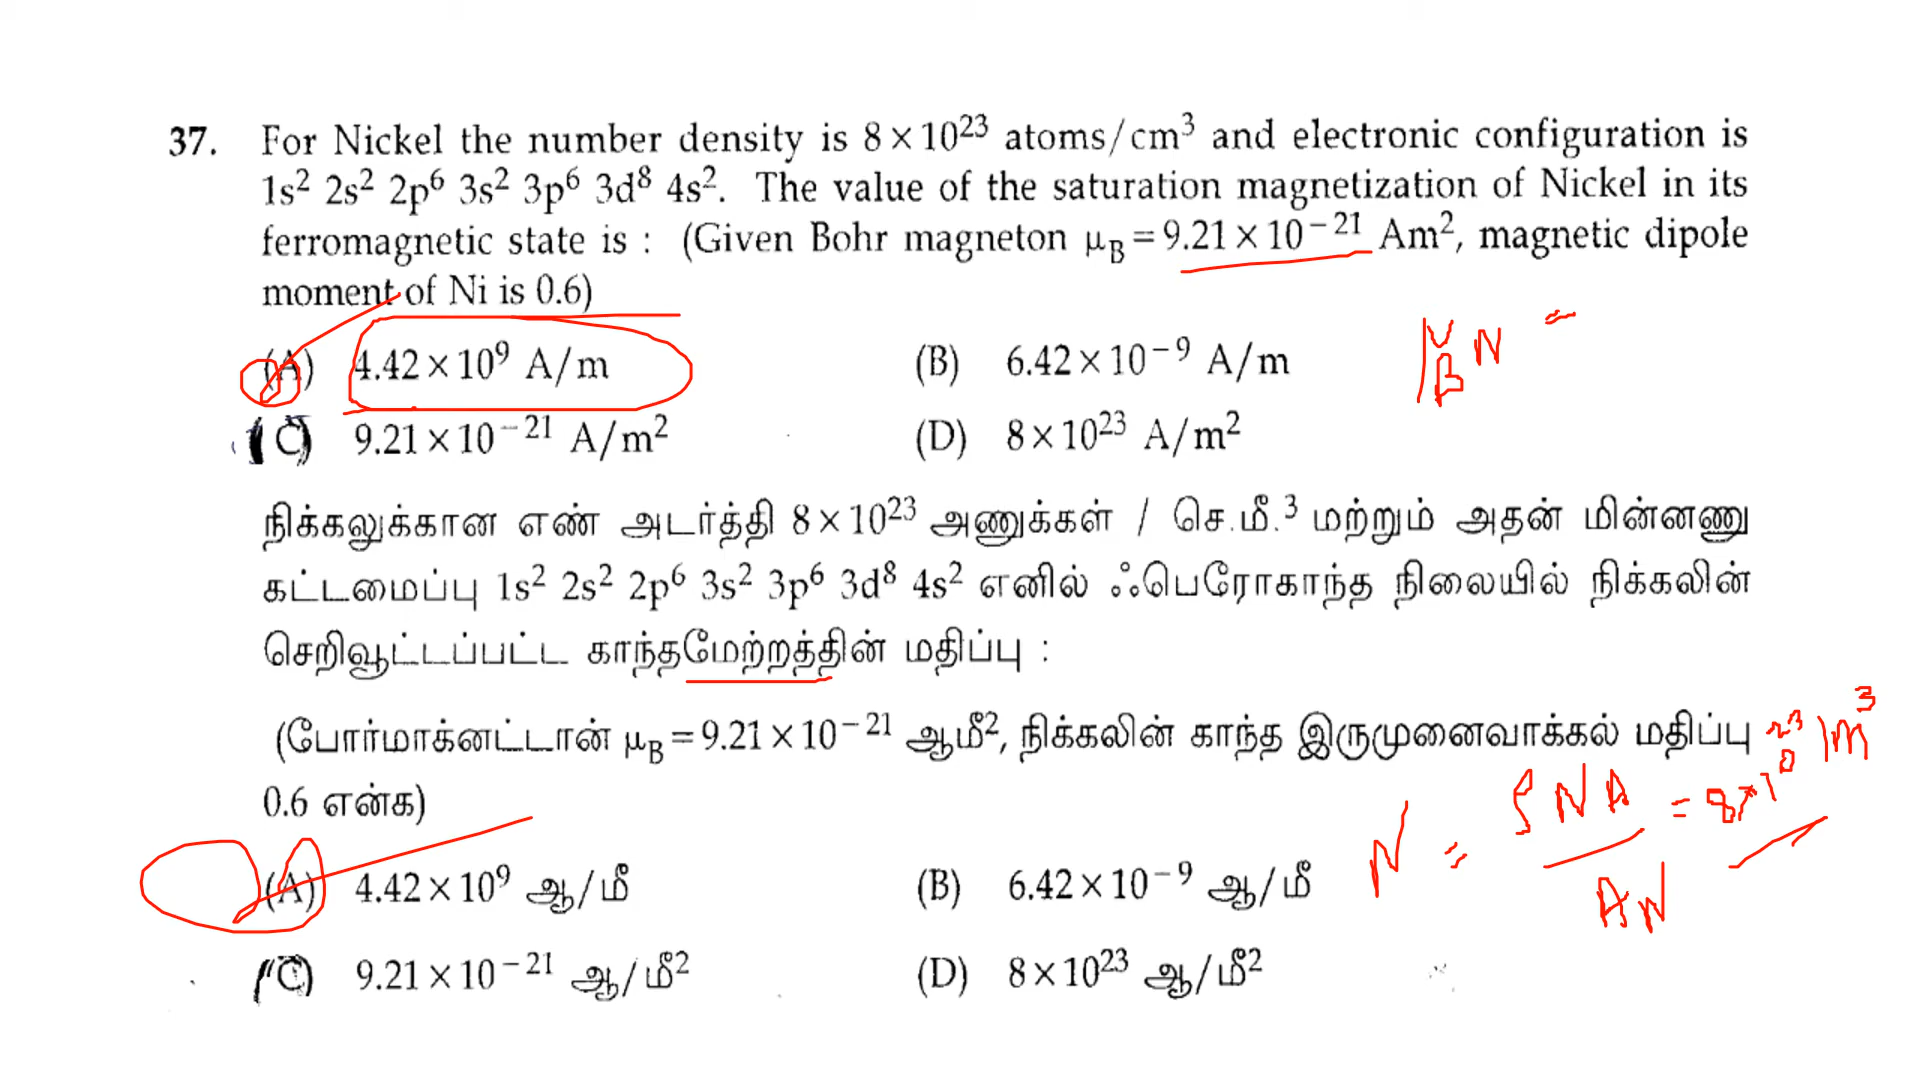 37. For Nickel the number density is 8×10²³ atoms/cm³ and electronic configuration is
1s² 2s² 2p⁶ 3s² 3p⁶ 3d⁸ 4s². The value of the saturation magnetization of Nickel in its
ferromagnetic state is : (Given Bohr magneton μB=9.21×10⁻²¹ Am², magnetic dipole
moment of Ni is 0.6)
(A) 4.42×10⁹ A/m (B) 6.42×10⁻⁹ A/m
(C) 9.21×10⁻²¹ A/m² (D) 8×10²³ A/m²
μB N =
நிக்கலுக்கான எண் அடர்த்தி 8×10²³ அணுக்கள் / செ.மீ.³ மற்றும் அதன் மின்னணு
கட்டமைப்பு 1s² 2s² 2p⁶ 3s² 3p⁶ 3d⁸ 4s² எனில் ஃபெரோகாந்த நிலையில் நிக்கலின்
செறிவூட்டப்பட்ட காந்தமேற்றத்தின் மதிப்பு :
(போர்மாக்னட்டான் μB=9.21×10⁻²¹ ஆமீ², நிக்கலின் காந்த இருமுனைவாக்கல் மதிப்பு
0.6 என்க)
N = ρNA / AW = 8×10²³ /m³
(A) 4.42×10⁹ ஆ/மீ (B) 6.42×10⁻⁹ ஆ/மீ
(C) 9.21×10⁻²¹ ஆ/மீ² (D) 8×10²³ ஆ/மீ²